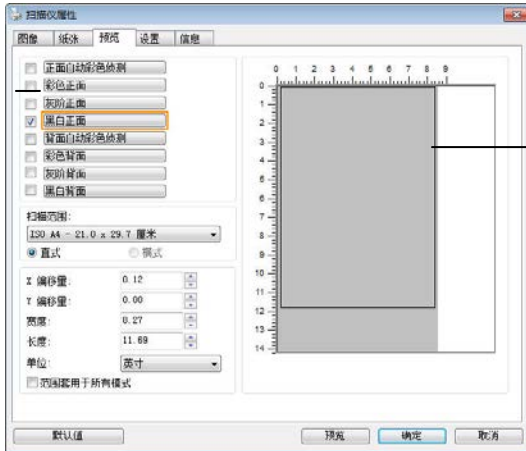 扫描仪属性
图像 纸张 预览 设置 信息
正面自动彩色侦测
彩色正面
灰阶正面
黑白正面
背面自动彩色侦测
彩色背面
灰阶背面
黑白背面
扫描范围:
ISO A4 - 21.0 x 29.7 厘米
直式 横式
X 偏移量: 0.12
Y 偏移量: 0.00
宽度: 0.27
长度: 11.69
单位: 英寸
范围套用于所有模式
0 1 2 3 4 5 6 7 8 9
0
1
2
3
4
5
6
7
8
9
10
11
12
13
14
默认值 预览 确定 取消